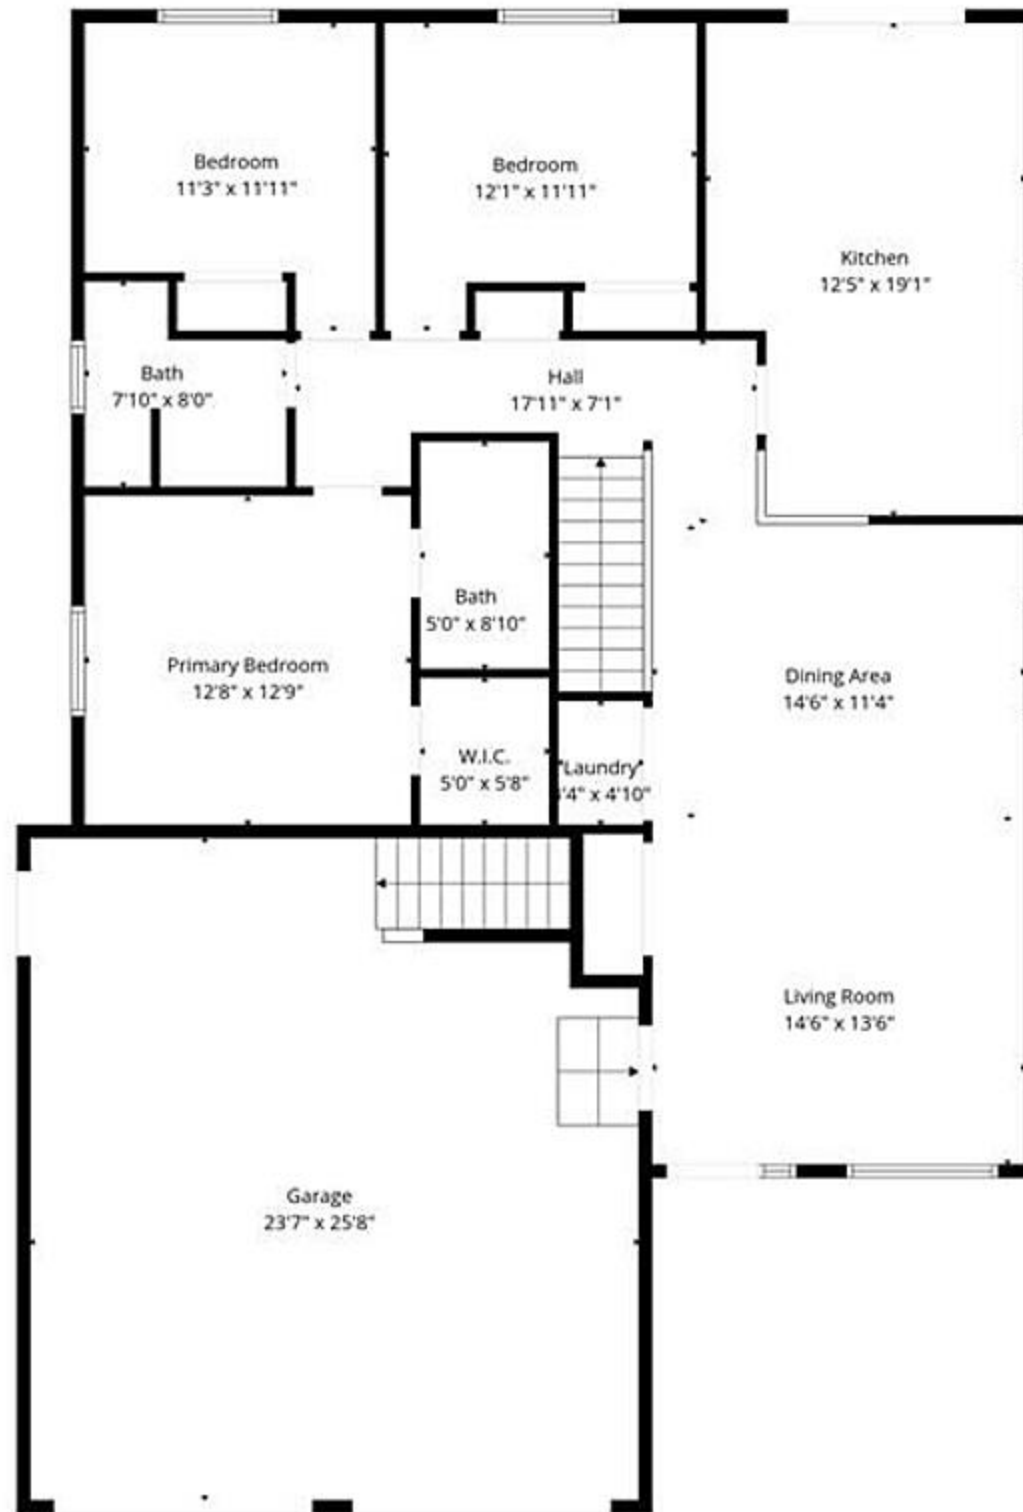 Bedroom
11'3" x 11'11"
Bedroom
12'1" x 11'11"
Kitchen
12'5" x 19'1"
Bath
7'10" x 8'0"
Hall
17'11" x 7'1"
Bath
5'0" x 8'10"
Primary Bedroom
12'8" x 12'9"
Dining Area
14'6" x 11'4"
W.I.C.
5'0" x 5'8"
Laundry
x 4'10"
Living Room
14'6" x 13'6"
Garage
23'7" x 25'8"